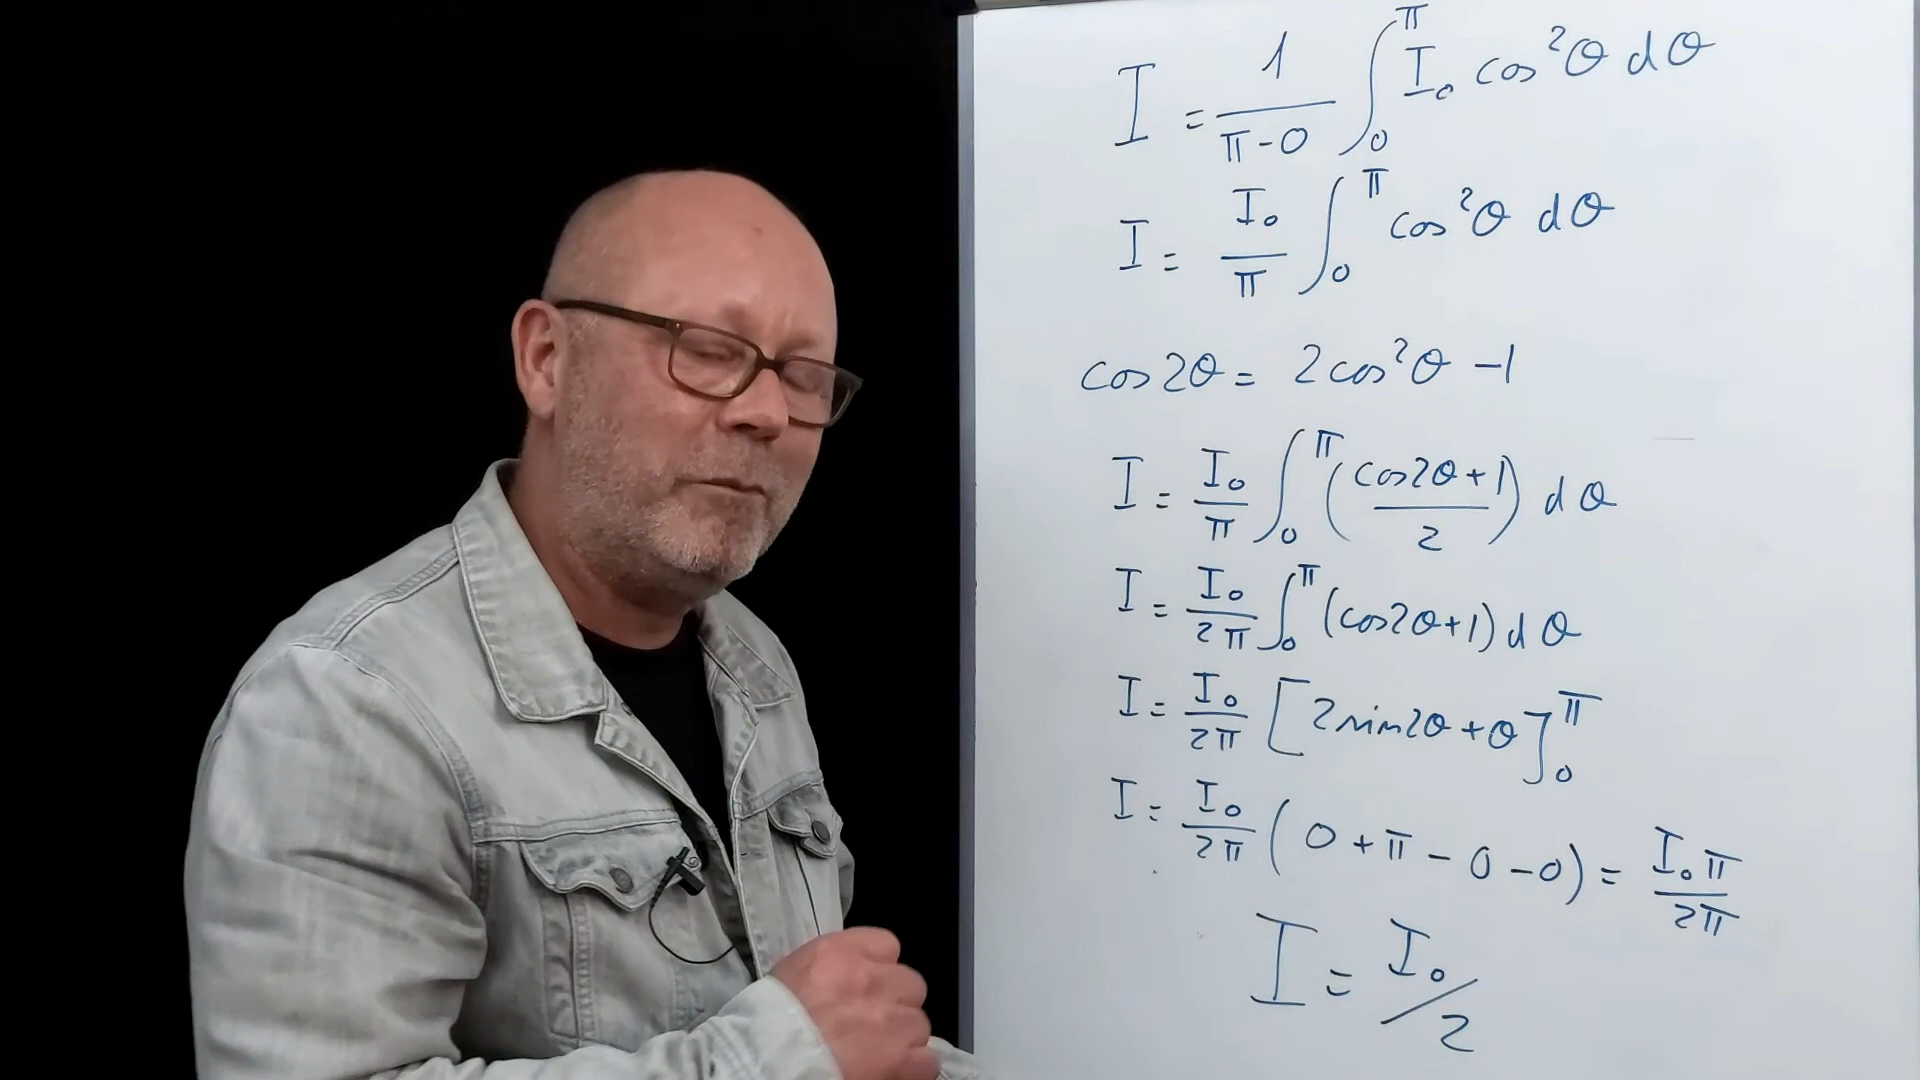 I = 1/(π-0) ∫₀^π I₀ cos²θ dθ
I = I₀/π ∫₀^π cos²θ dθ
cos2θ = 2cos²θ -1
I = I₀/π ∫₀^π ((cos2θ+1)/2) dθ
I = I₀/2π ∫₀^π (cos2θ+1) dθ
I = I₀/2π [2sin2θ+θ]₀^π
I = I₀/2π (0+π-0-0) = I₀π/2π
I = I₀/2